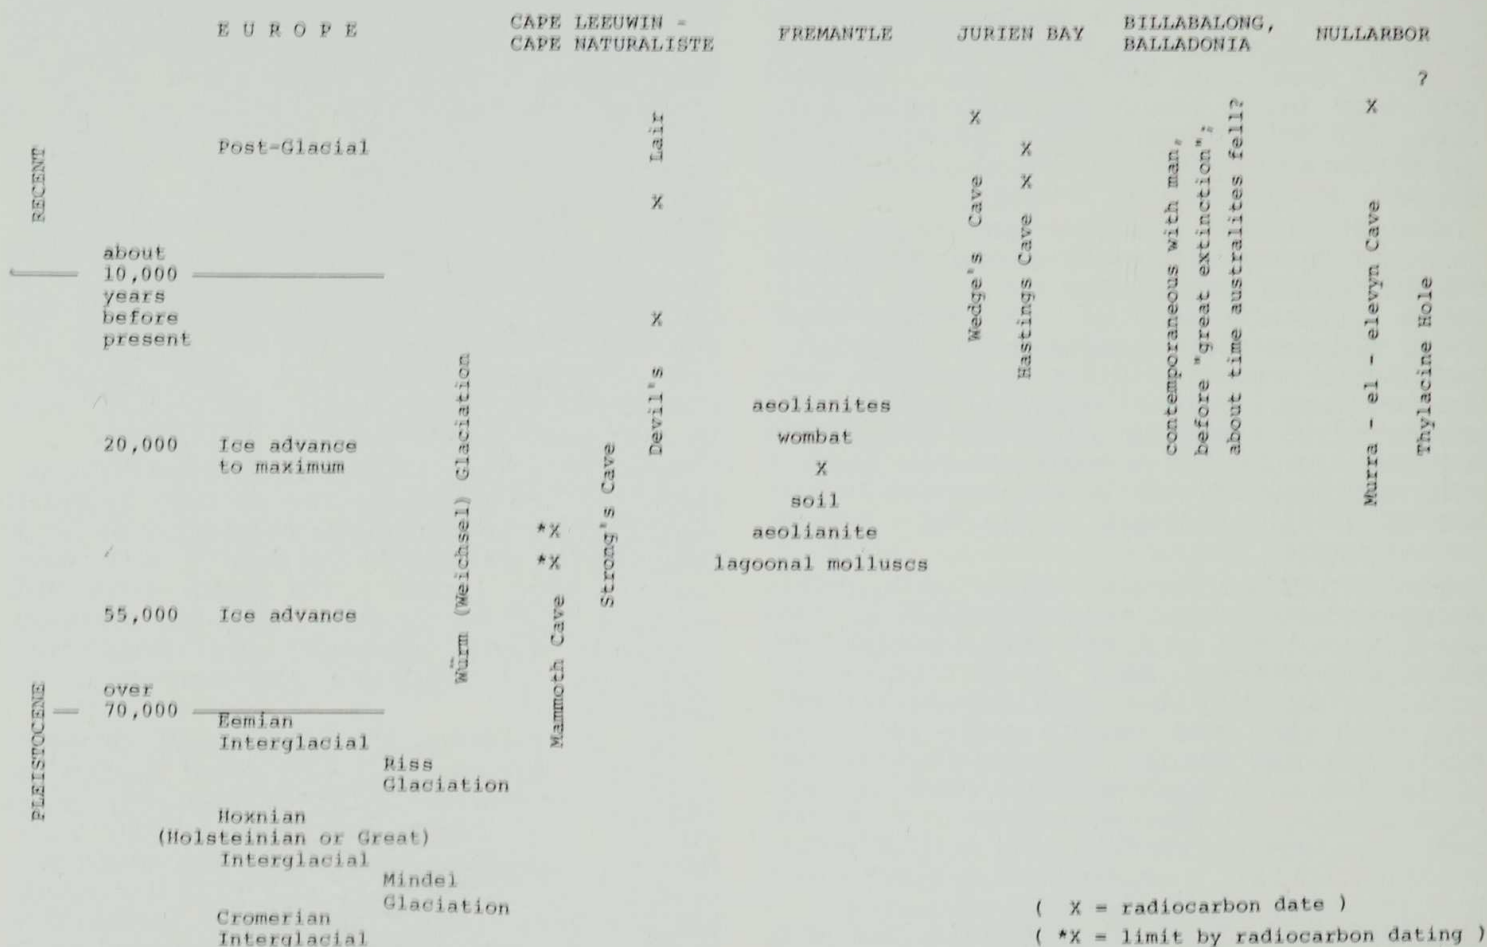 E U R O P E
CAPE LEEUWIN -
CAPE NATURALISTE
FREMANTLE
JURIEN BAY
BILLABALONG,
BALLADONIA
NULLARBOR
RECENT
Post-Glacial
about
10,000
years
before
present
20,000 Ice advance
to maximum
55,000 Ice advance
PLEISTOCENE
over
70,000
Eemian
Interglacial
Riss
Glaciation
Hoxnian
(Holsteinian or Great)
Interglacial
Mindel
Glaciation
Cromerian
Interglacial
Würm (Weichsel) Glaciation
Mammoth Cave *X *X
Strong's Cave
Devil's X X Lair
aeolianites
wombat
X
soil
aeolianite
lagoonal molluscs
Wedge's Cave X
Hastings Cave X X
contemporaneous with man,
before "great extinction";
about time australites fell?
Murra - el - elevyn Cave X
Thylacine Hole ?
( X = radiocarbon date )
( *X = limit by radiocarbon dating )